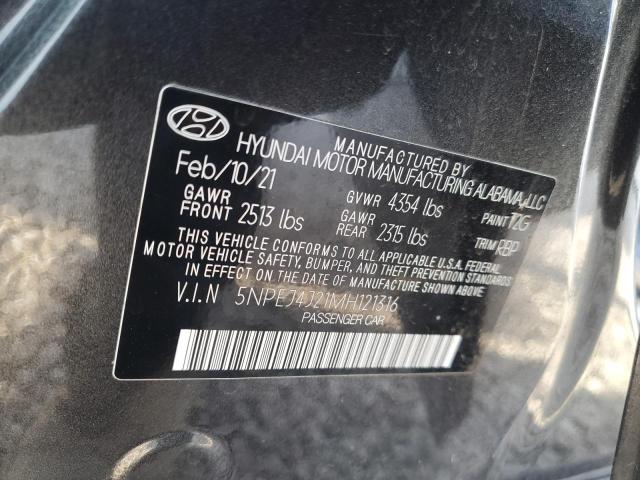 MANUFACTURED BY
HYUNDAI MOTOR MANUFACTURING ALABAMA, LLC
Feb/10/21 GVWR 4354 lbs PAINT T2G
GAWR FRONT 2513 lbs GAWR REAR 2315 lbs TRIM RBP
THIS VEHICLE CONFORMS TO ALL APPLICABLE U.S.A. FEDERAL
MOTOR VEHICLE SAFETY, BUMPER, AND THEFT PREVENTION STANDARDS
IN EFFECT ON THE DATE OF MANUFACTURE SHOWN ABOVE.
V.I.N 5NPEJ4J21MH121316
PASSENGER CAR